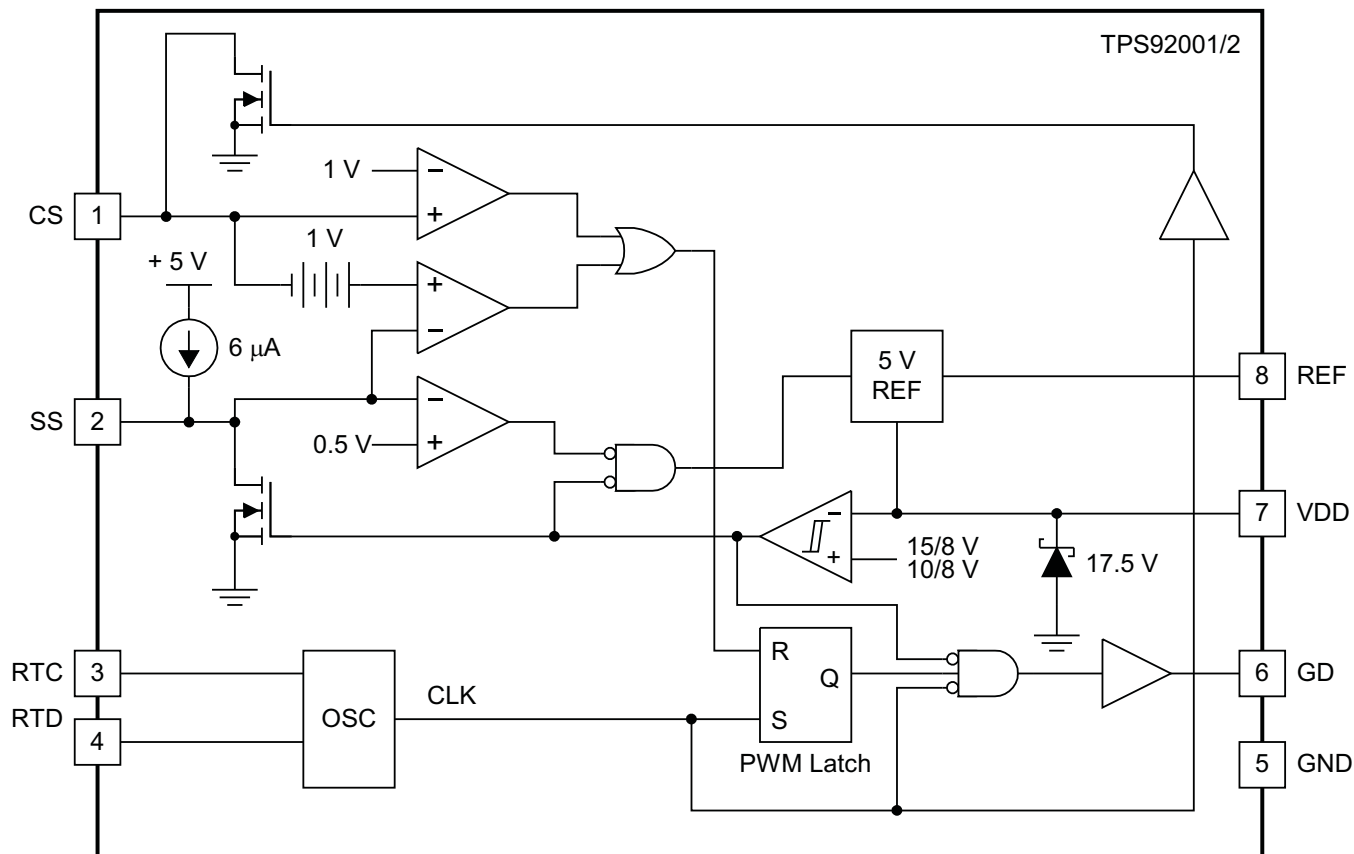 TPS92001/2
1 V
−
+
CS
1
1 V
+ 5 V
+
−
6 μA
5 V
REF
8
REF
SS
2
−
0.5 V
+
−
7
VDD
15/8 V
+
10/8 V
17.5 V
R
RTC
3
Q
6
GD
RTD
OSC
CLK
4
S
PWM Latch
5
GND